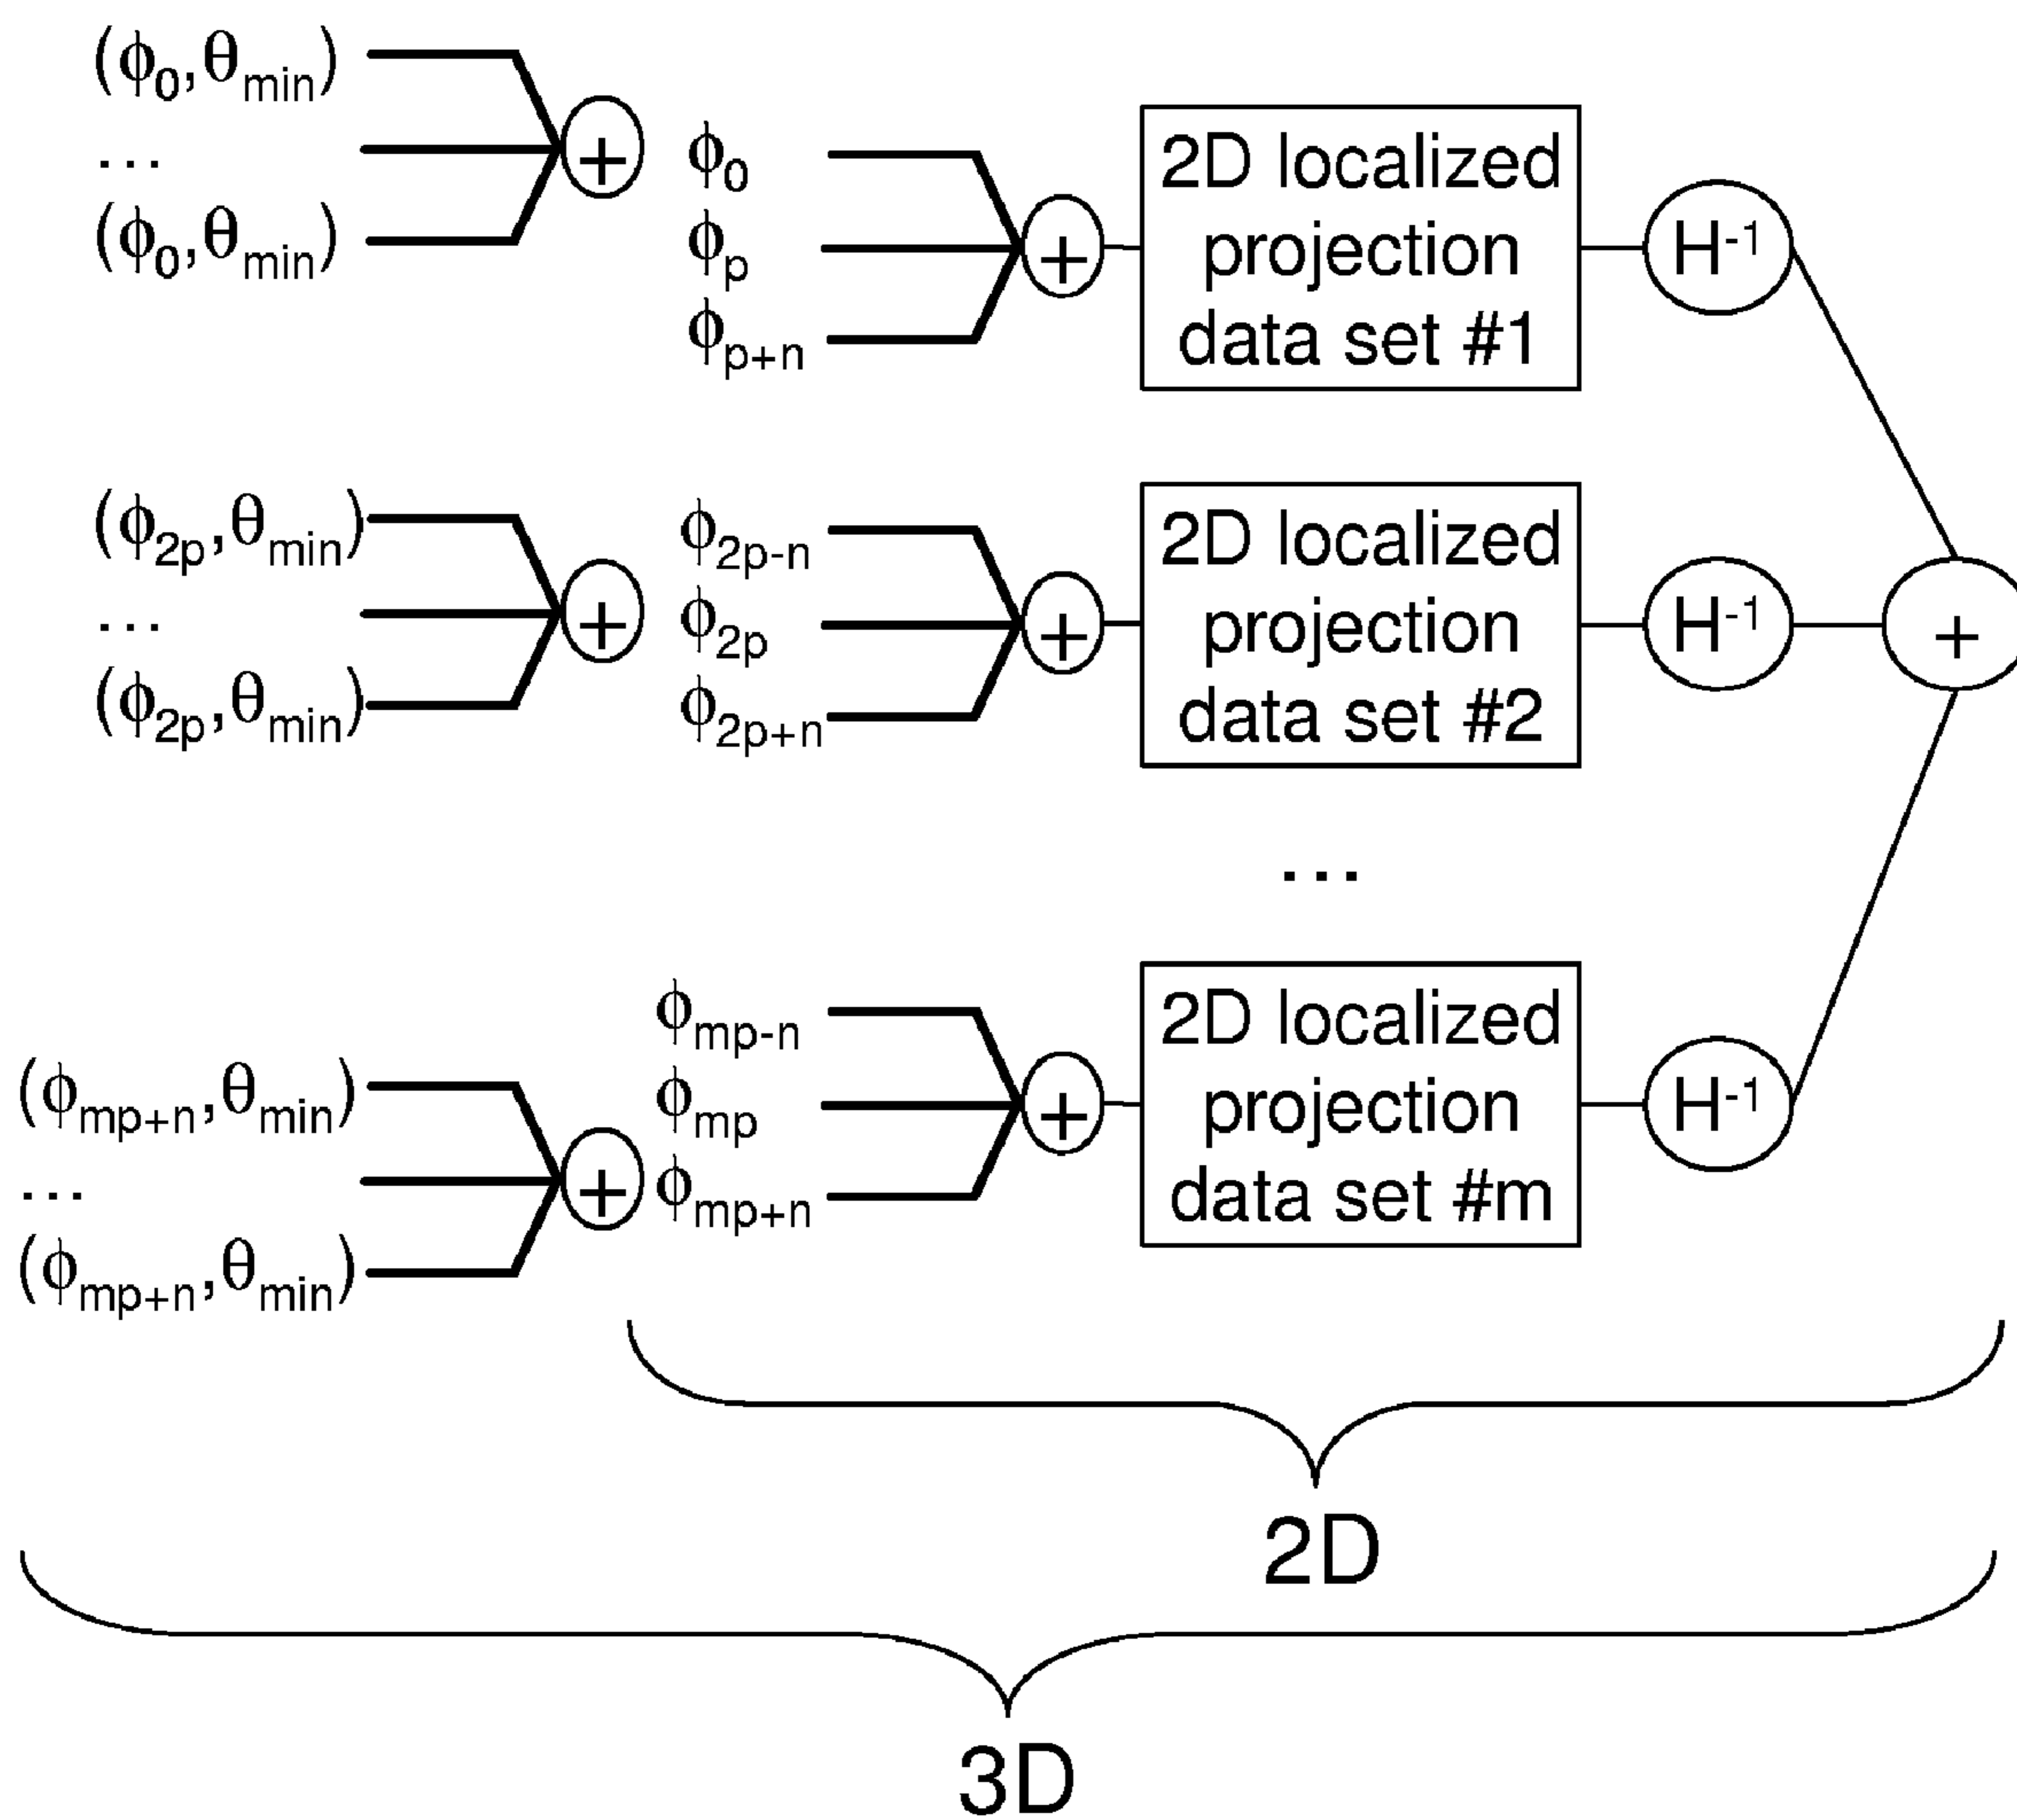 (ϕ0,θmin)
...
(ϕ0,θmin)
+
ϕ0
ϕp
ϕp+n
+
2D localized
projection
data set #1
H-1
(ϕ2p,θmin)
...
(ϕ2p,θmin)
+
ϕ2p-n
ϕ2p
ϕ2p+n
+
2D localized
projection
data set #2
H-1
+
...
(ϕmp+n,θmin)
...
(ϕmp+n,θmin)
+
ϕmp-n
ϕmp
ϕmp+n
+
2D localized
projection
data set #m
H-1
2D
3D